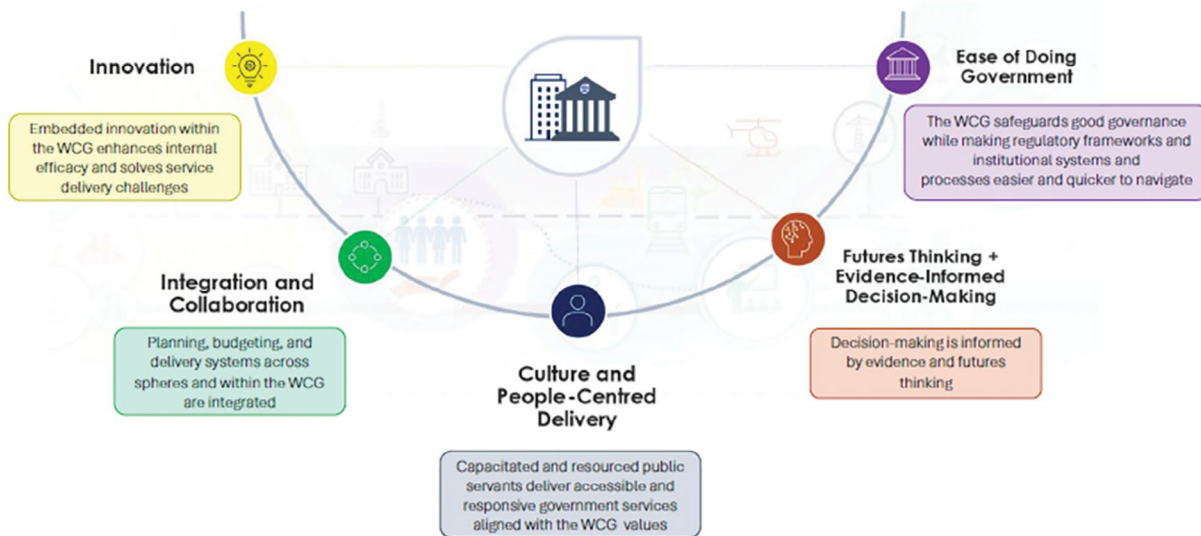 Innovation
Embedded innovation within
the WCG enhances internal
efficacy and solves service
delivery challenges
Integration and
Collaboration
Planning, budgeting, and
delivery systems across
spheres and within the WCG
are integrated
Culture and
People-Centred
Delivery
Capacitated and resourced public
servants deliver accessible and
responsive government services
aligned with the WCG values
Futures Thinking +
Evidence-Informed
Decision-Making
Decision-making is informed
by evidence and futures
thinking
Ease of Doing
Government
The WCG safeguards good governance
while making regulatory frameworks and
institutional systems and
processes easier and quicker to navigate